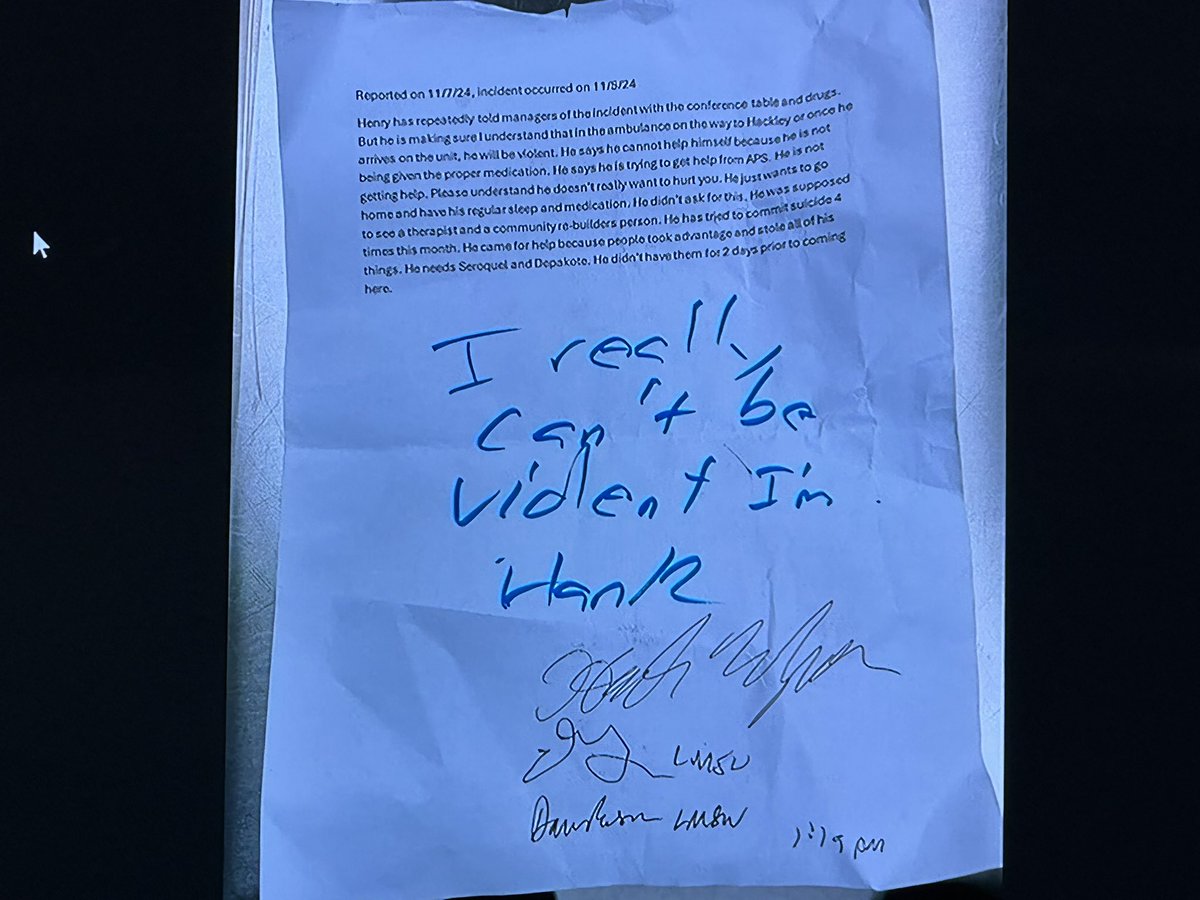 Reported on 11/7/24, incident occurred on 11/8/24
Henry has repeatedly told managers of the incident with the conference table and drugs.
But he is making sure I understand that in the ambulance on the way to Hackley or once he
arrives on the unit, he will be violent. He says he cannot help himself because he is not
being given the proper medication. He says he is trying to get help from APS. He is not
getting help. Please understand he doesn't really want to hurt you. He just wants to go
home and have his regular sleep and medication. He didn't ask for this. He was supposed
to see a therapist and a community re-builders person. He has tried to commit suicide 4
times this month. He came for help because people took advantage and stole all of his
things. He needs Seroquel and Depakote. He didn't have them for 2 days prior to coming
here.
I really
can't be
violent I'm
Hank
LMSW
LMSW
pm